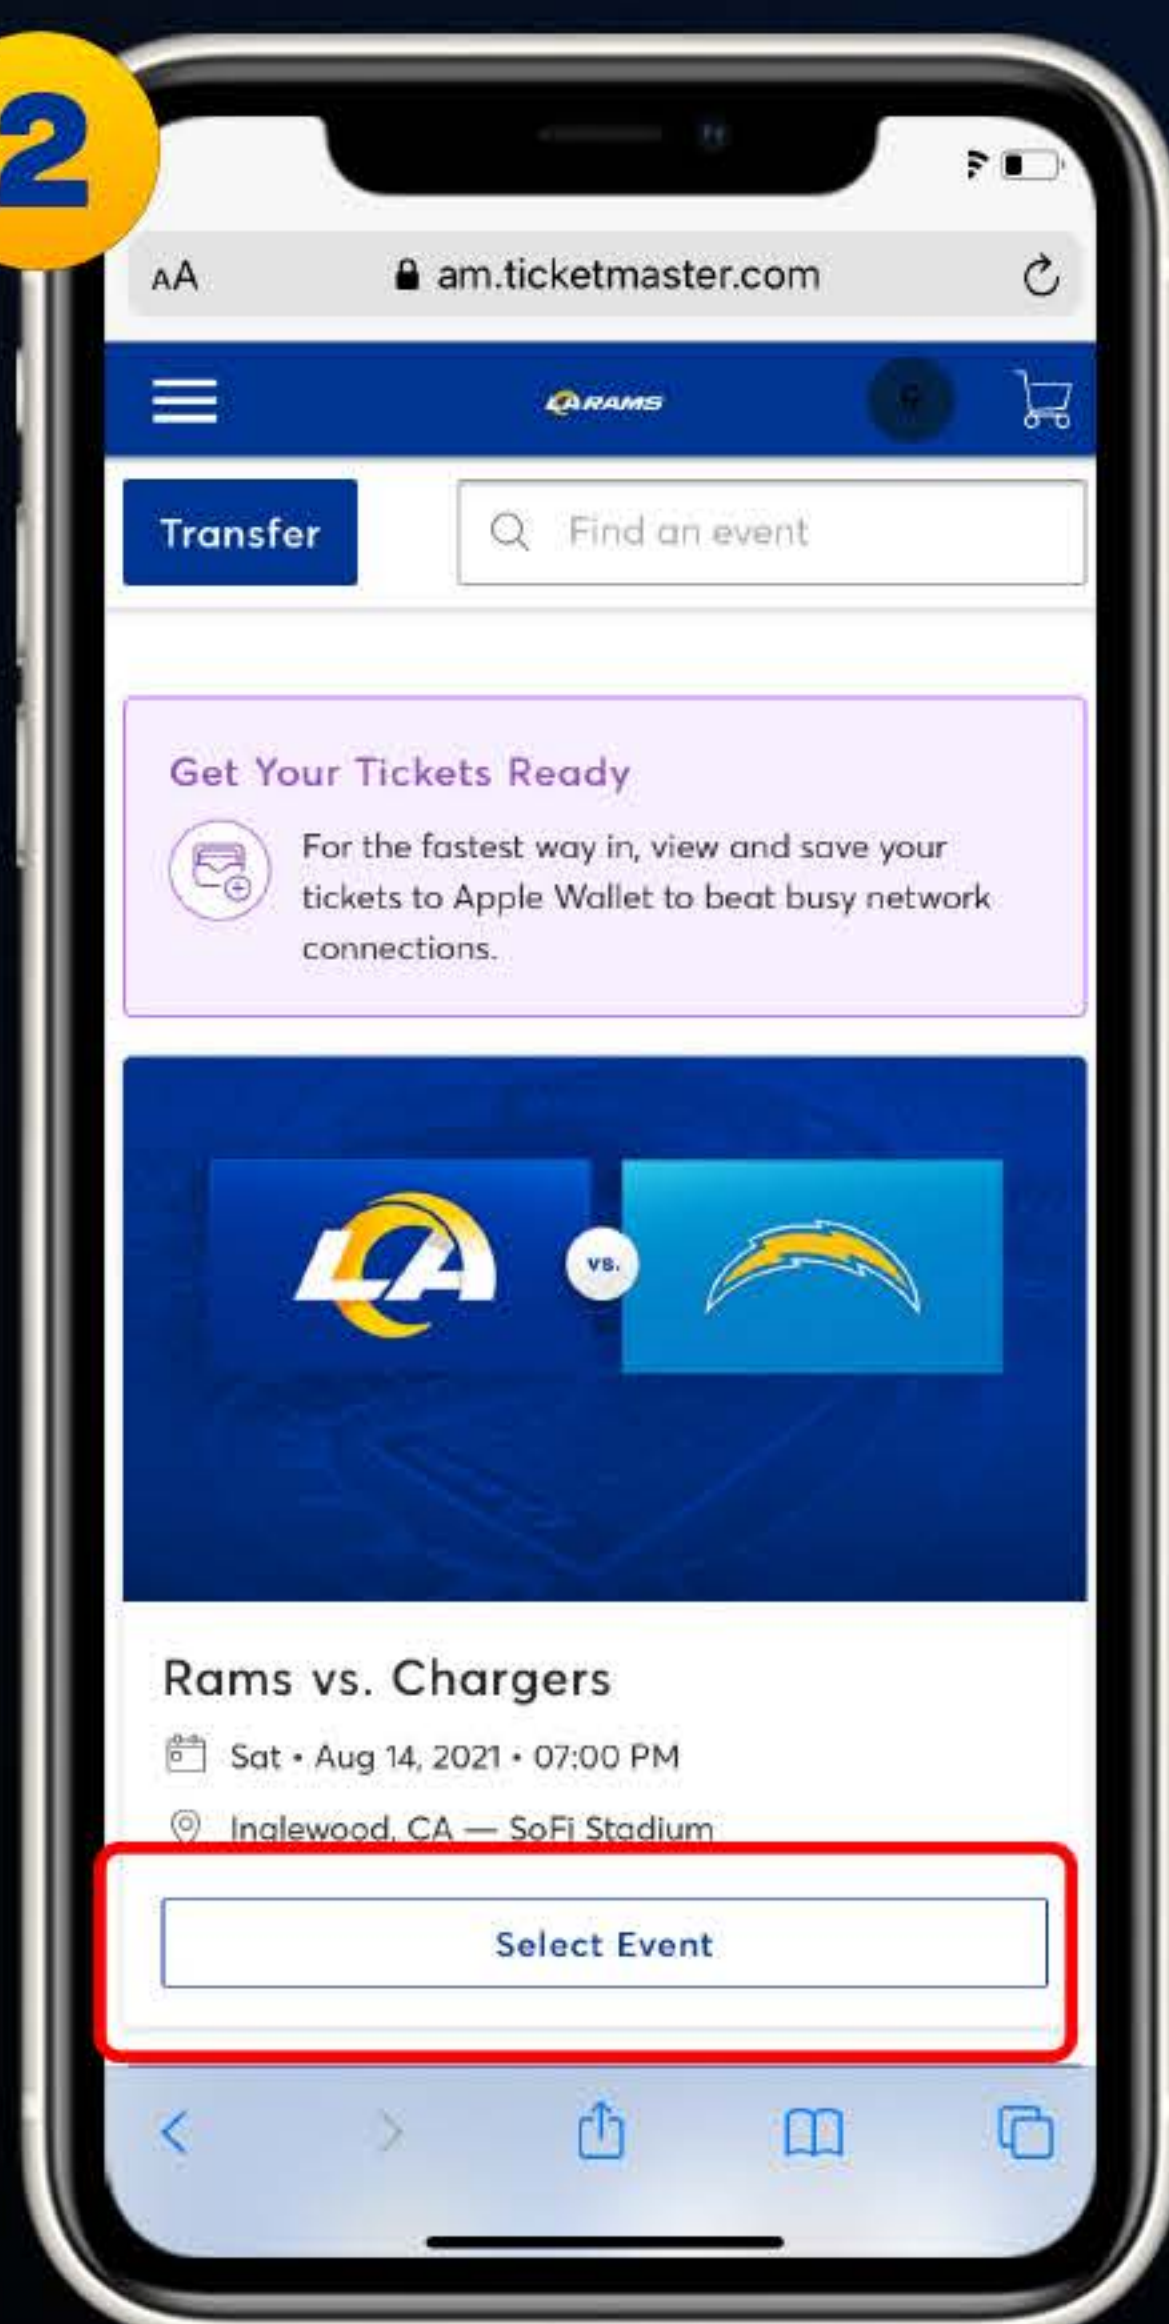 2
AA
am.ticketmaster.com
LA RAMS
Transfer
Find an event
Get Your Tickets Ready
For the fastest way in, view and save your
tickets to Apple Wallet to beat busy network
connections.
LA
vs.
Rams vs. Chargers
Sat • Aug 14, 2021 • 07:00 PM
Inglewood, CA — SoFi Stadium
Select Event